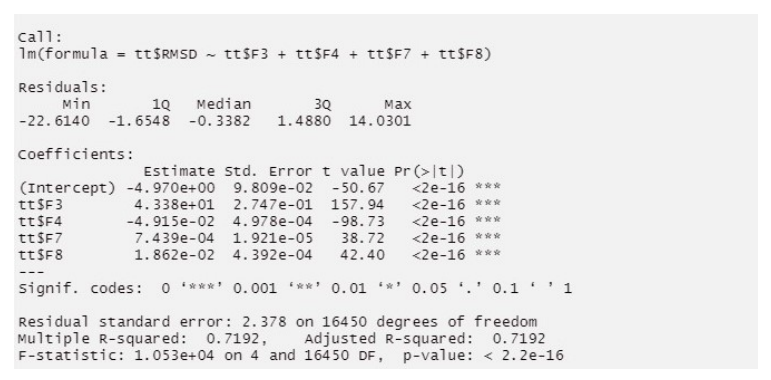 Call:
lm(formula = tt$RMSD ~ tt$F3 + tt$F4 + tt$F7 + tt$F8)
Residuals:
Min 1Q Median 3Q Max
-22.6140 -1.6548 -0.3382 1.4880 14.0301
Coefficients:
Estimate Std. Error t value Pr(>|t|)
(Intercept) -4.970e+00 9.809e-02 -50.67 <2e-16 ***
tt$F3 4.338e+01 2.747e-01 157.94 <2e-16 ***
tt$F4 -4.915e-02 4.978e-04 -98.73 <2e-16 ***
tt$F7 7.439e-04 1.921e-05 38.72 <2e-16 ***
tt$F8 1.862e-02 4.392e-04 42.40 <2e-16 ***
---
Signif. codes: 0 ‘***’ 0.001 ‘**’ 0.01 ‘*’ 0.05 ‘.’ 0.1 ‘ ’ 1
Residual standard error: 2.378 on 16450 degrees of freedom
Multiple R-squared: 0.7192, Adjusted R-squared: 0.7192
F-statistic: 1.053e+04 on 4 and 16450 DF, p-value: < 2.2e-16